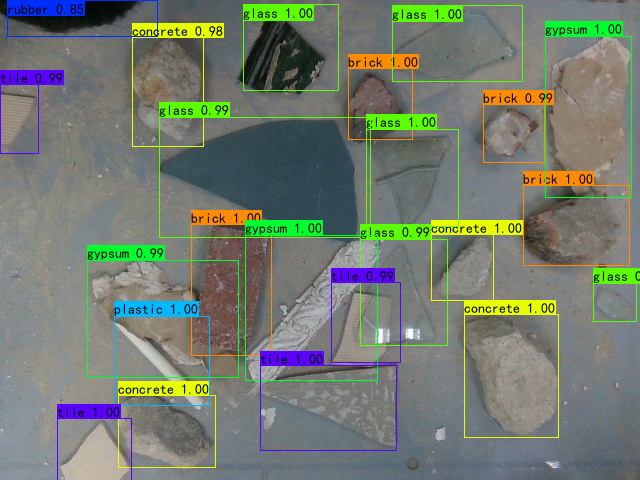 rubber 0.85
glass 1.00
glass 1.00
concrete 0.98
gypsum 1.00
brick 1.00
tile 0.99
brick 0.99
glass 0.99
glass 1.00
brick 1.00
brick 1.00
gypsum 1.00
glass 0.99
concrete 1.00
gypsum 0.99
tile 0.99
glass 0
plastic 1.00
concrete 1.00
tile 1.00
concrete 1.00
tile 1.00